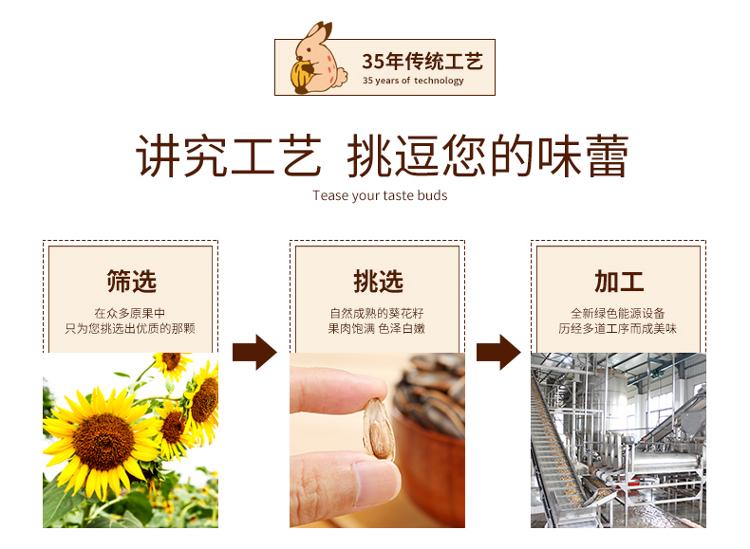 35年传统工艺
35 years of technology
讲究工艺 挑逗您的味蕾
Tease your taste buds
筛选
在众多原果中
只为您挑选出优质的那颗
挑选
自然成熟的葵花籽
果肉饱满 色泽白嫩
加工
全新绿色能源设备
历经多道工序而成美味